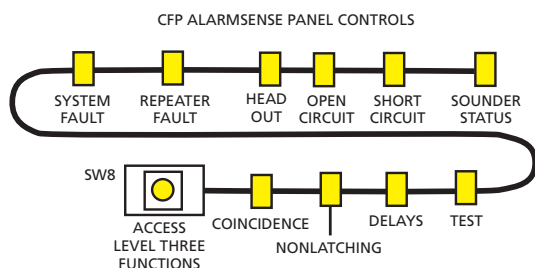 CFP ALARMSENSE PANEL CONTROLS
SYSTEM FAULT
REPEATER FAULT
HEAD OUT
OPEN CIRCUIT
SHORT CIRCUIT
SOUNDER STATUS
SW8
ACCESS LEVEL THREE FUNCTIONS
COINCIDENCE
NONLATCHING
DELAYS
TEST